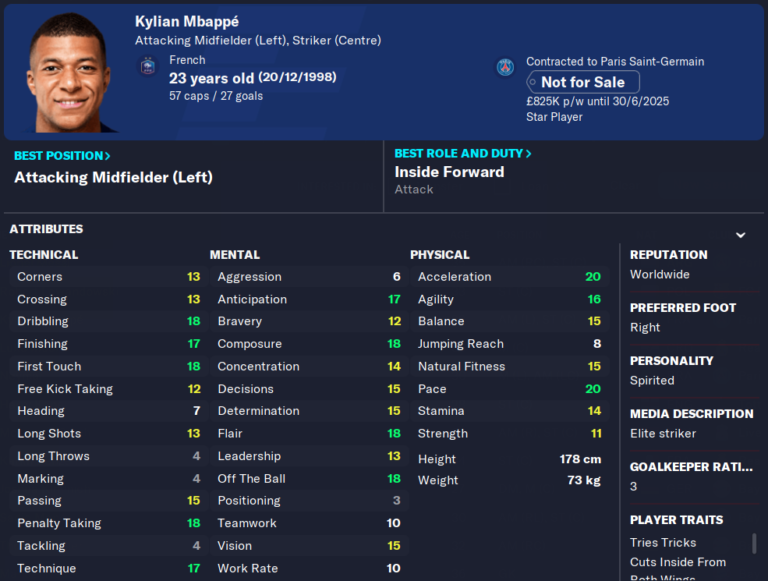 Kylian Mbappé
Attacking Midfielder (Left), Striker (Centre)
French
23 years old (20/12/1998)
57 caps / 27 goals
Contracted to Paris Saint-Germain
Not for Sale
£825K p/w until 30/6/2025
Star Player
BEST POSITION>
Attacking Midfielder (Left)
BEST ROLE AND DUTY >
Inside Forward
Attack
ATTRIBUTES
TECHNICAL
Corners 13
Crossing 13
Dribbling 18
Finishing 17
First Touch 18
Free Kick Taking 12
Heading 7
Long Shots 13
Long Throws 4
Marking 4
Passing 15
Penalty Taking 18
Tackling 4
Technique 17
MENTAL
Aggression 6
Anticipation 17
Bravery 12
Composure 18
Concentration 14
Decisions 15
Determination 15
Flair 18
Leadership 13
Off The Ball 18
Positioning 3
Teamwork 10
Vision 15
Work Rate 10
PHYSICAL
Acceleration 20
Agility 16
Balance 15
Jumping Reach 8
Natural Fitness 15
Pace 20
Stamina 14
Strength 11
Height 178 cm
Weight 73 kg
REPUTATION
Worldwide
PREFERRED FOOT
Right
PERSONALITY
Spirited
MEDIA DESCRIPTION
Elite striker
GOALKEEPER RATI...
3
PLAYER TRAITS
Tries Tricks
Cuts Inside From
Both Wings